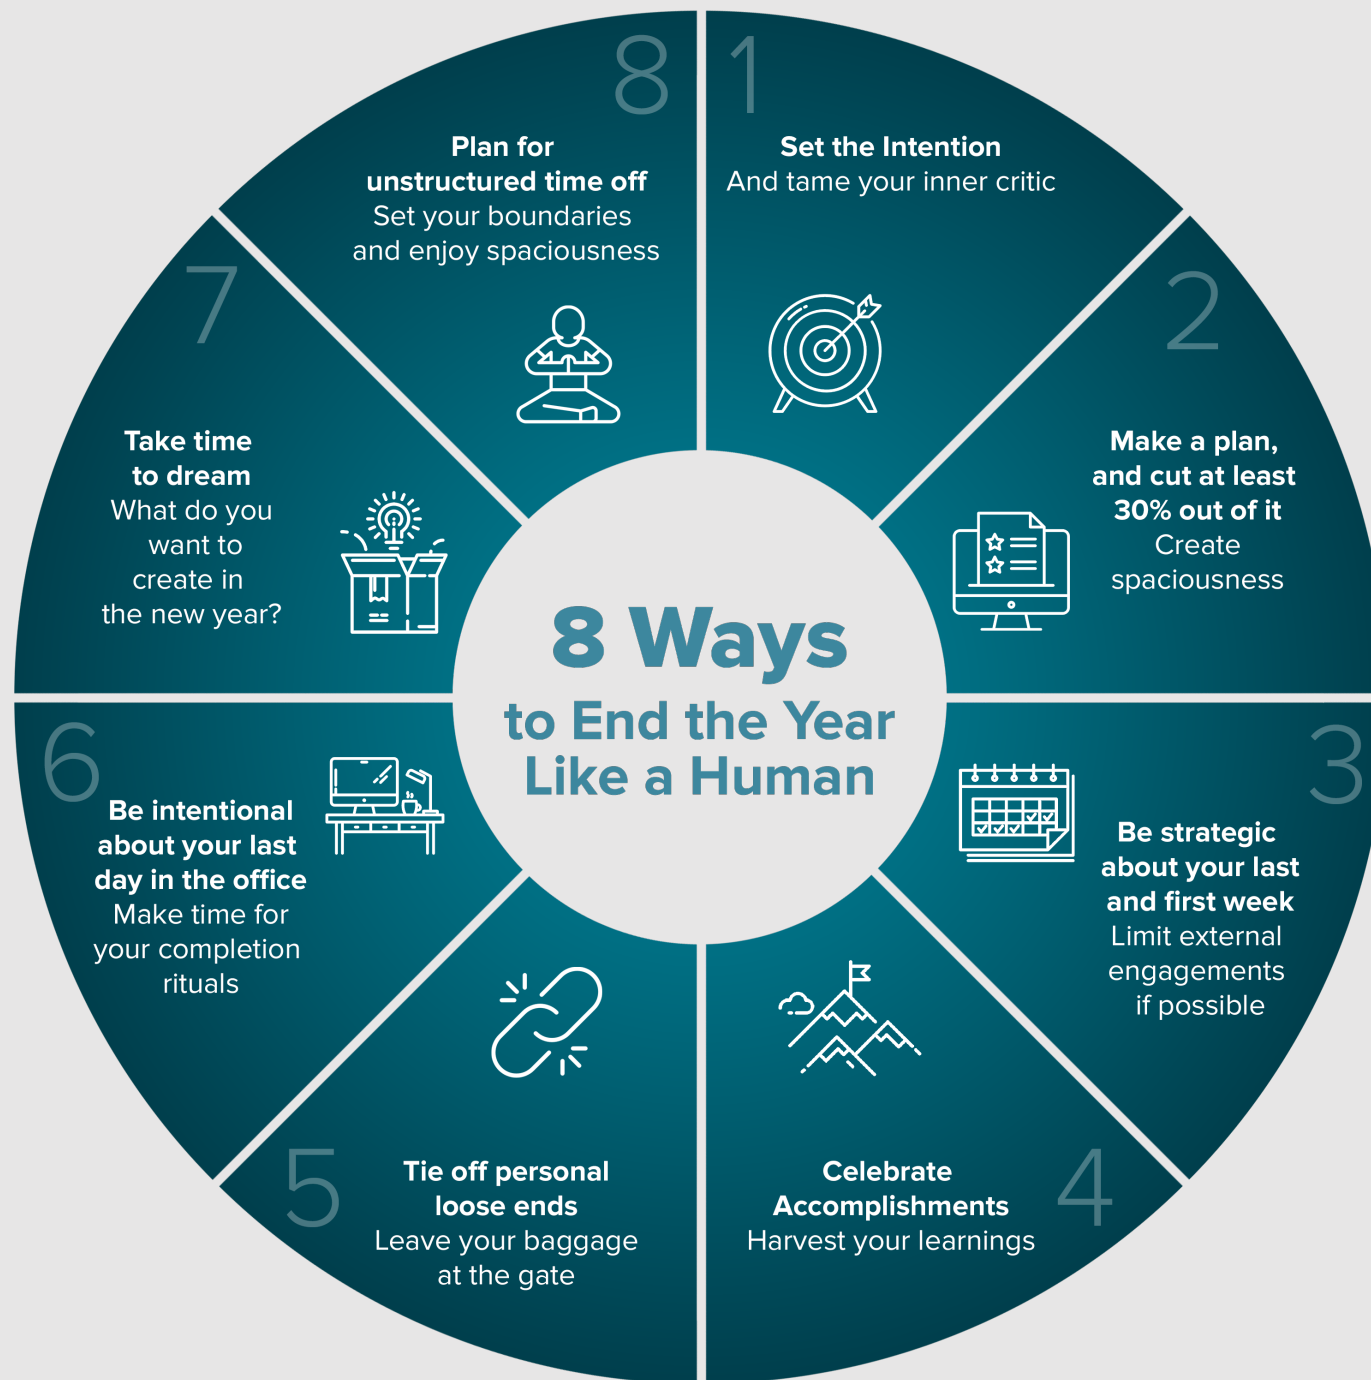 8 Ways
to End the Year
Like a Human
1
Set the Intention
And tame your inner critic
2
Make a plan,
and cut at least
30% out of it
Create
spaciousness
3
Be strategic
about your last
and first week
Limit external
engagements
if possible
4
Celebrate
Accomplishments
Harvest your learnings
5
Tie off personal
loose ends
Leave your baggage
at the gate
6
Be intentional
about your last
day in the office
Make time for
your completion
rituals
7
Take time
to dream
What do you
want to
create in
the new year?
8
Plan for
unstructured time off
Set your boundaries
and enjoy spaciousness